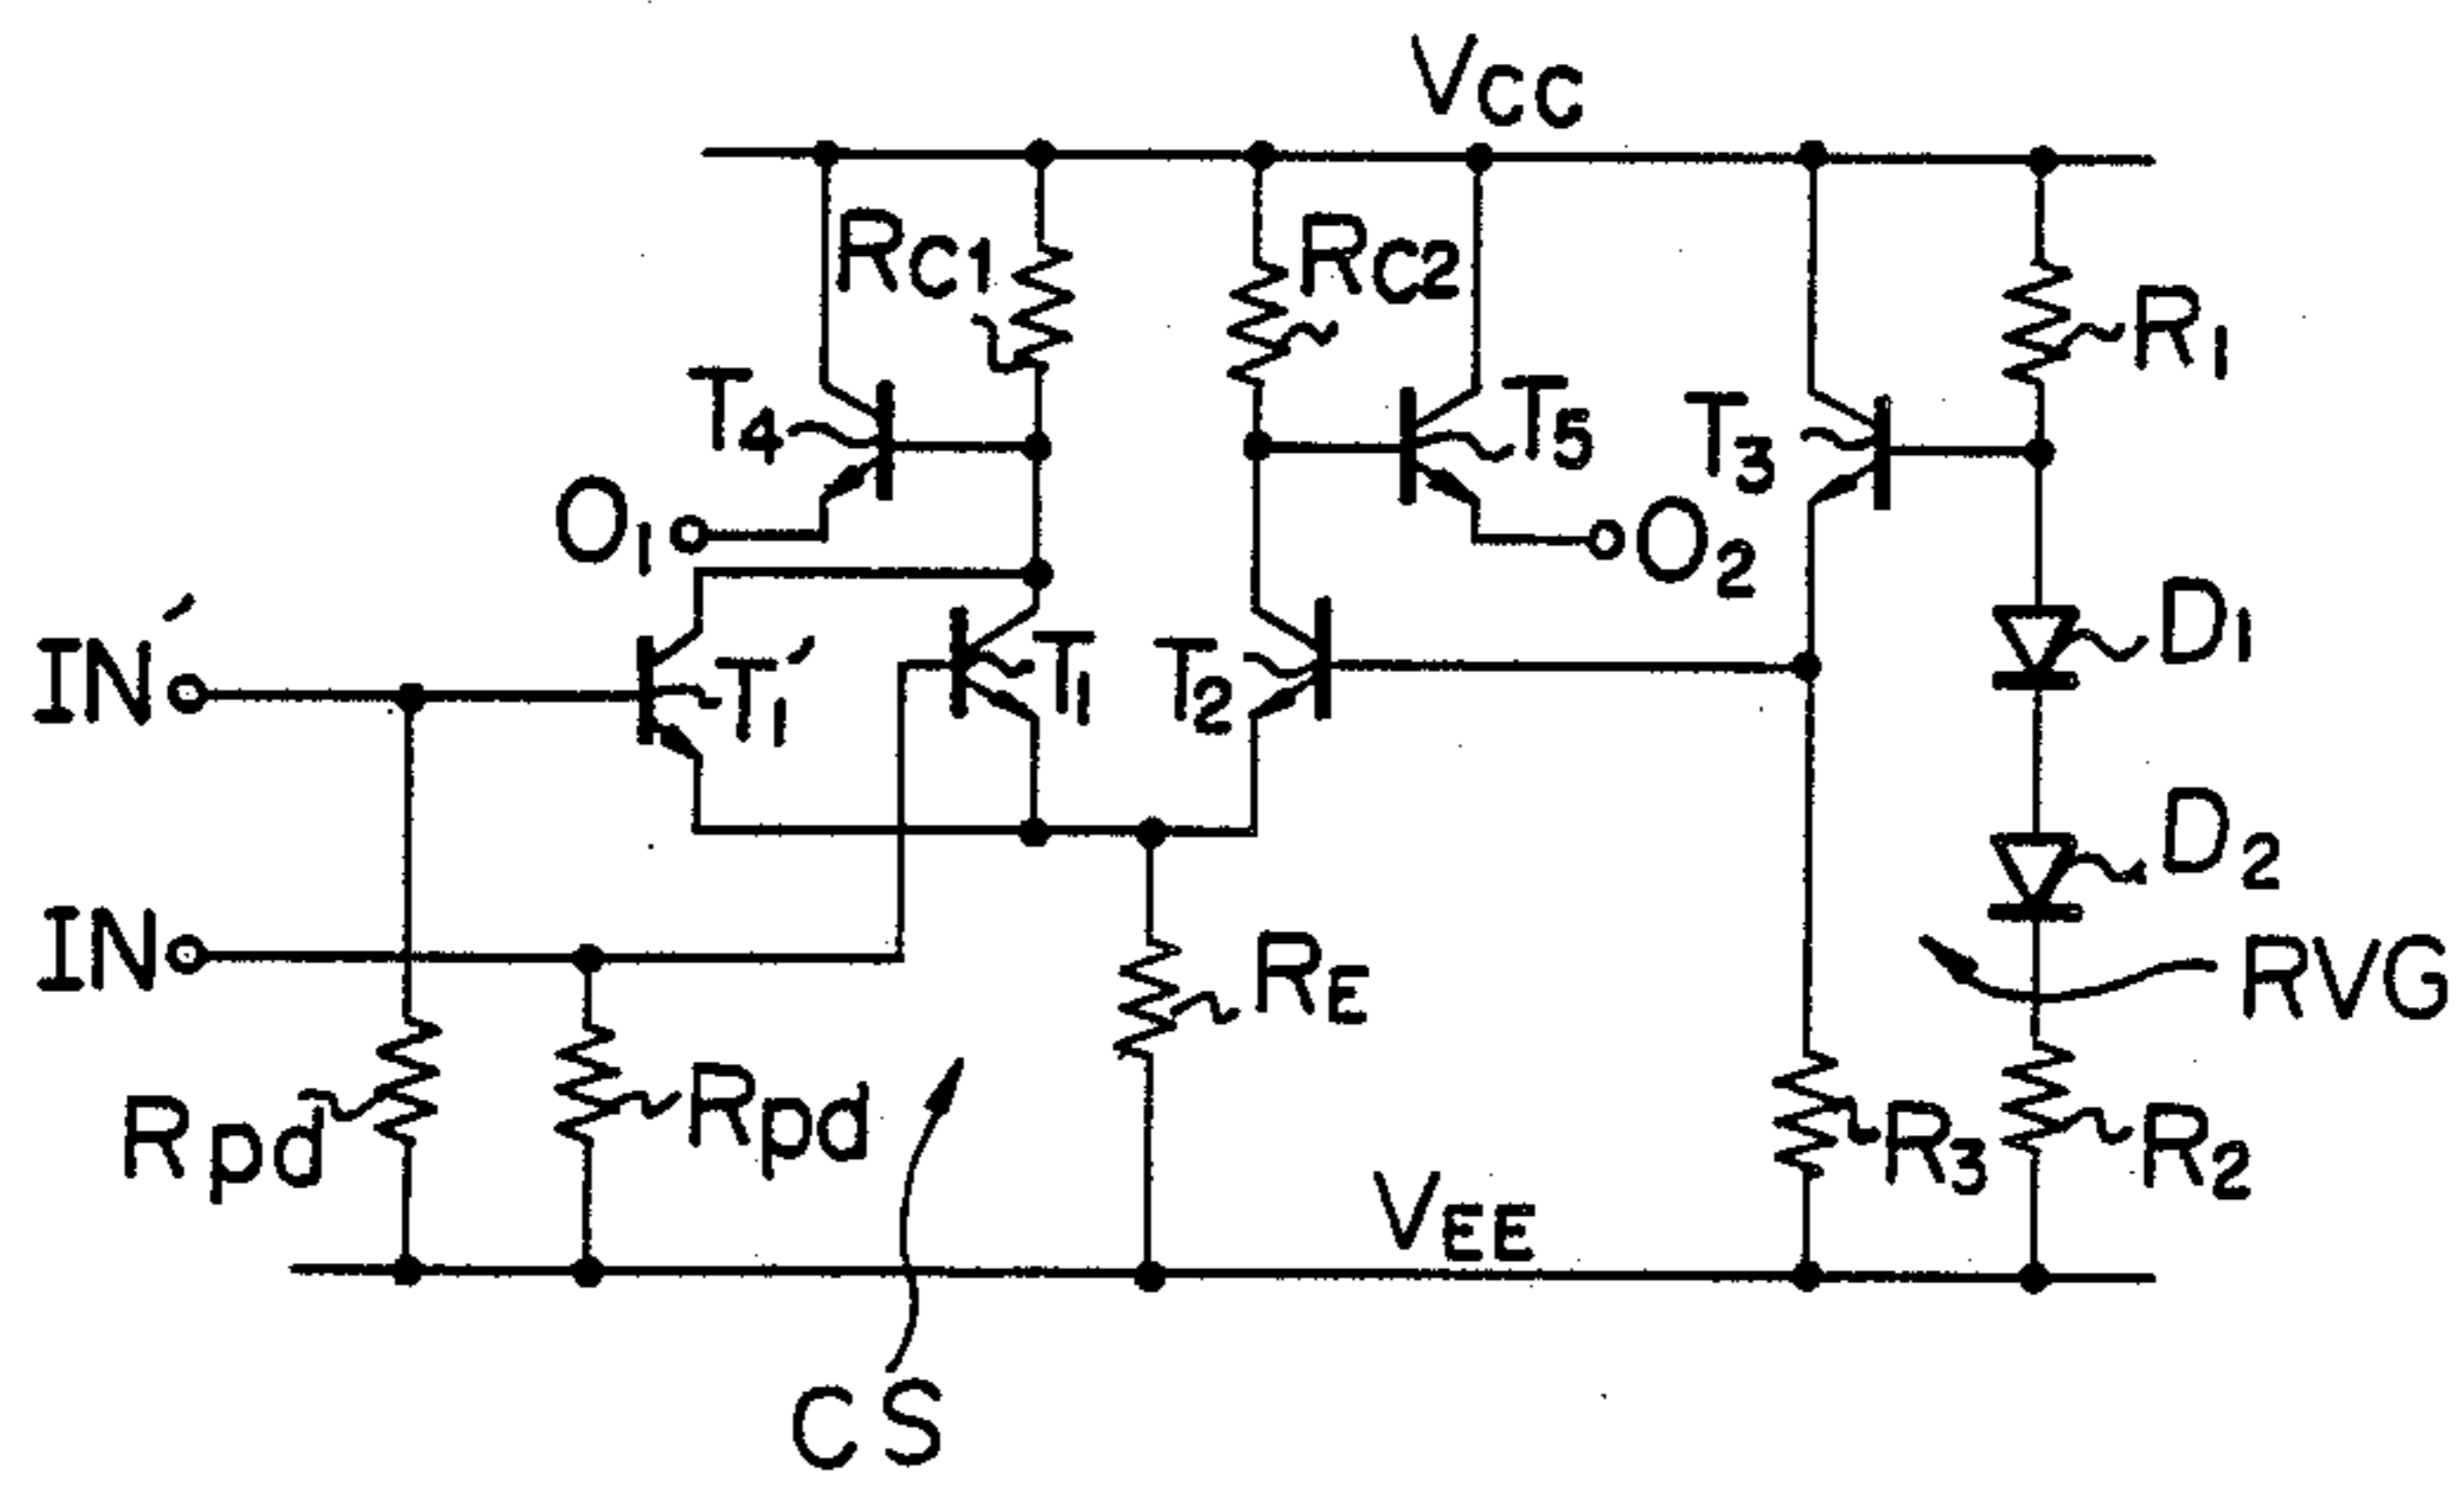 Vcc
RC1
RC2
R1
T4
T5
T3
O1
O2
IN′
T1′
T1
T2
D1
D2
IN
RE
RVG
Rpd
Rpd
R3
R2
VEE
CS